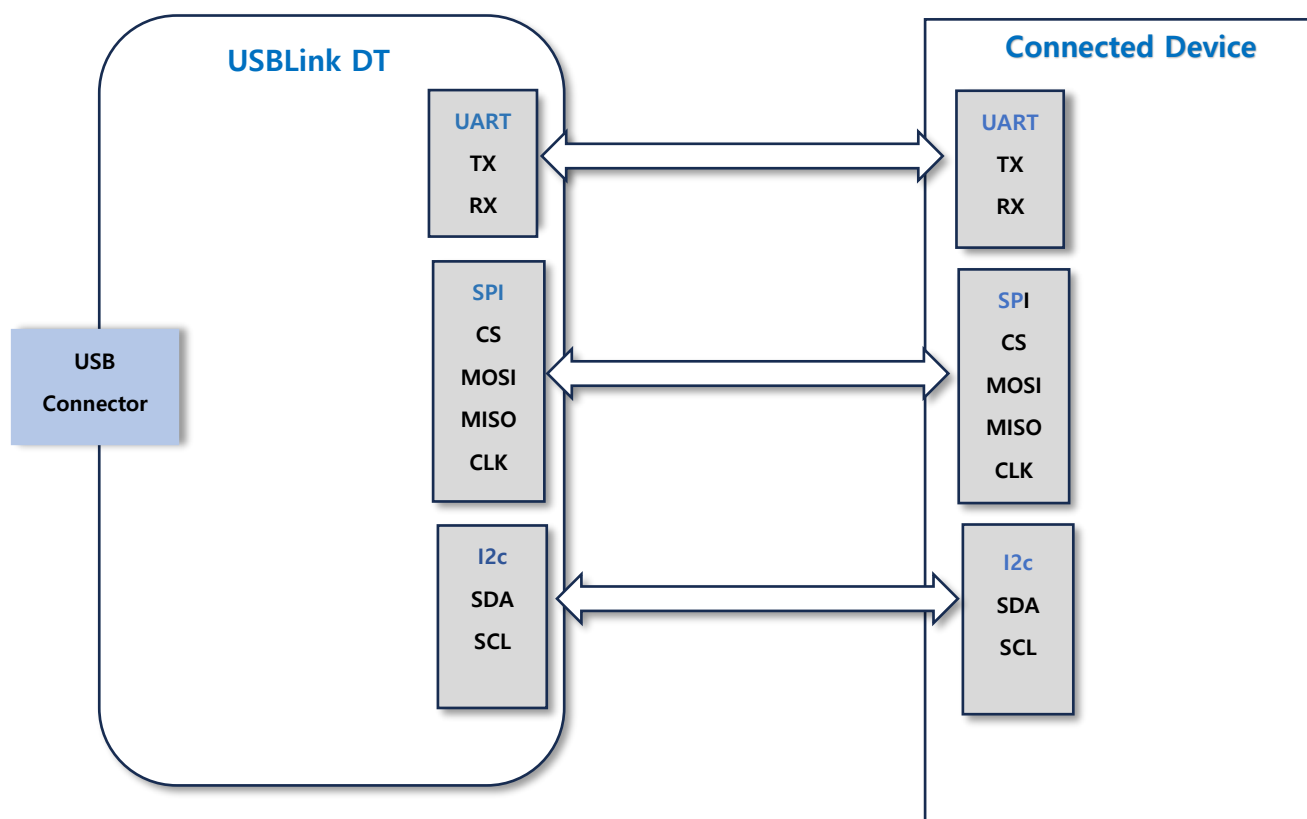 USBLink DT
UART
TX
RX
SPI
CS
MOSI
MISO
CLK
I2c
SDA
SCL
USB
Connector
Connected Device
UART
TX
RX
SPI
CS
MOSI
MISO
CLK
I2c
SDA
SCL